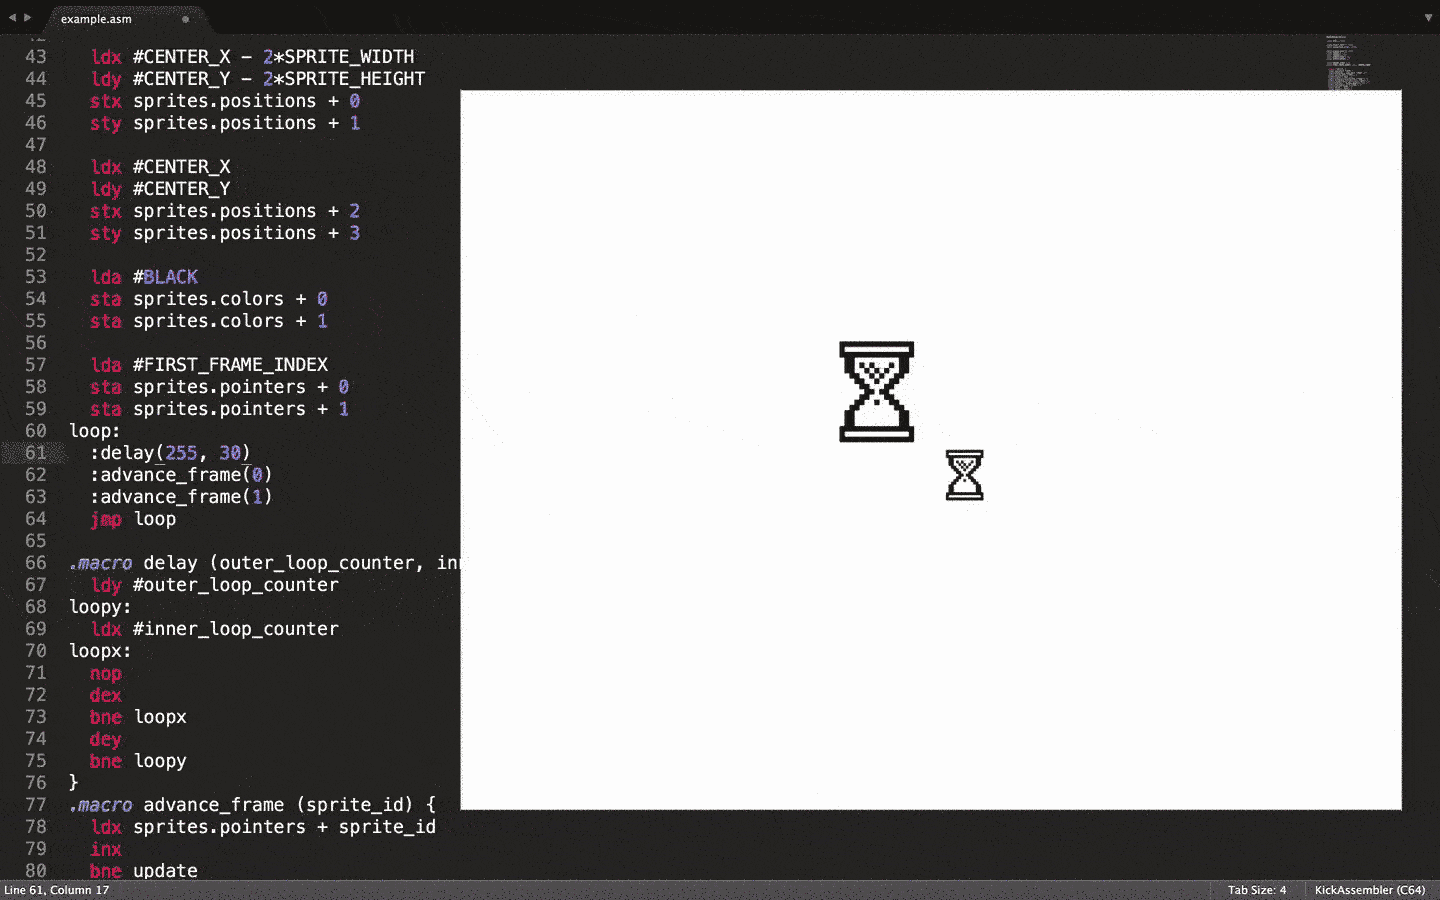 example.asm
43 ldx #CENTER_X - 2*SPRITE_WIDTH
44 ldy #CENTER_Y - 2*SPRITE_HEIGHT
45 stx sprites.positions + 0
46 sty sprites.positions + 1
47
48 ldx #CENTER_X
49 ldy #CENTER_Y
50 stx sprites.positions + 2
51 sty sprites.positions + 3
52
53 lda #BLACK
54 sta sprites.colors + 0
55 sta sprites.colors + 1
56
57 lda #FIRST_FRAME_INDEX
58 sta sprites.pointers + 0
59 sta sprites.pointers + 1
60 loop:
61 :delay(255, 30)
62 :advance_frame(0)
63 :advance_frame(1)
64 jmp loop
65
66 .macro delay (outer_loop_counter,
67 ldy #outer_loop_counter
68 loopy:
69 ldx #inner_loop_counter
70 loopx:
71 nop
72 dex
73 bne loopx
74 dey
75 bne loopy
76 }
77 .macro advance_frame (sprite_id) {
78 ldx sprites.pointers + sprite_id
79 inx
80 bne update
Line 61, Column 17
Tab Size: 4
KickAssembler (C64)